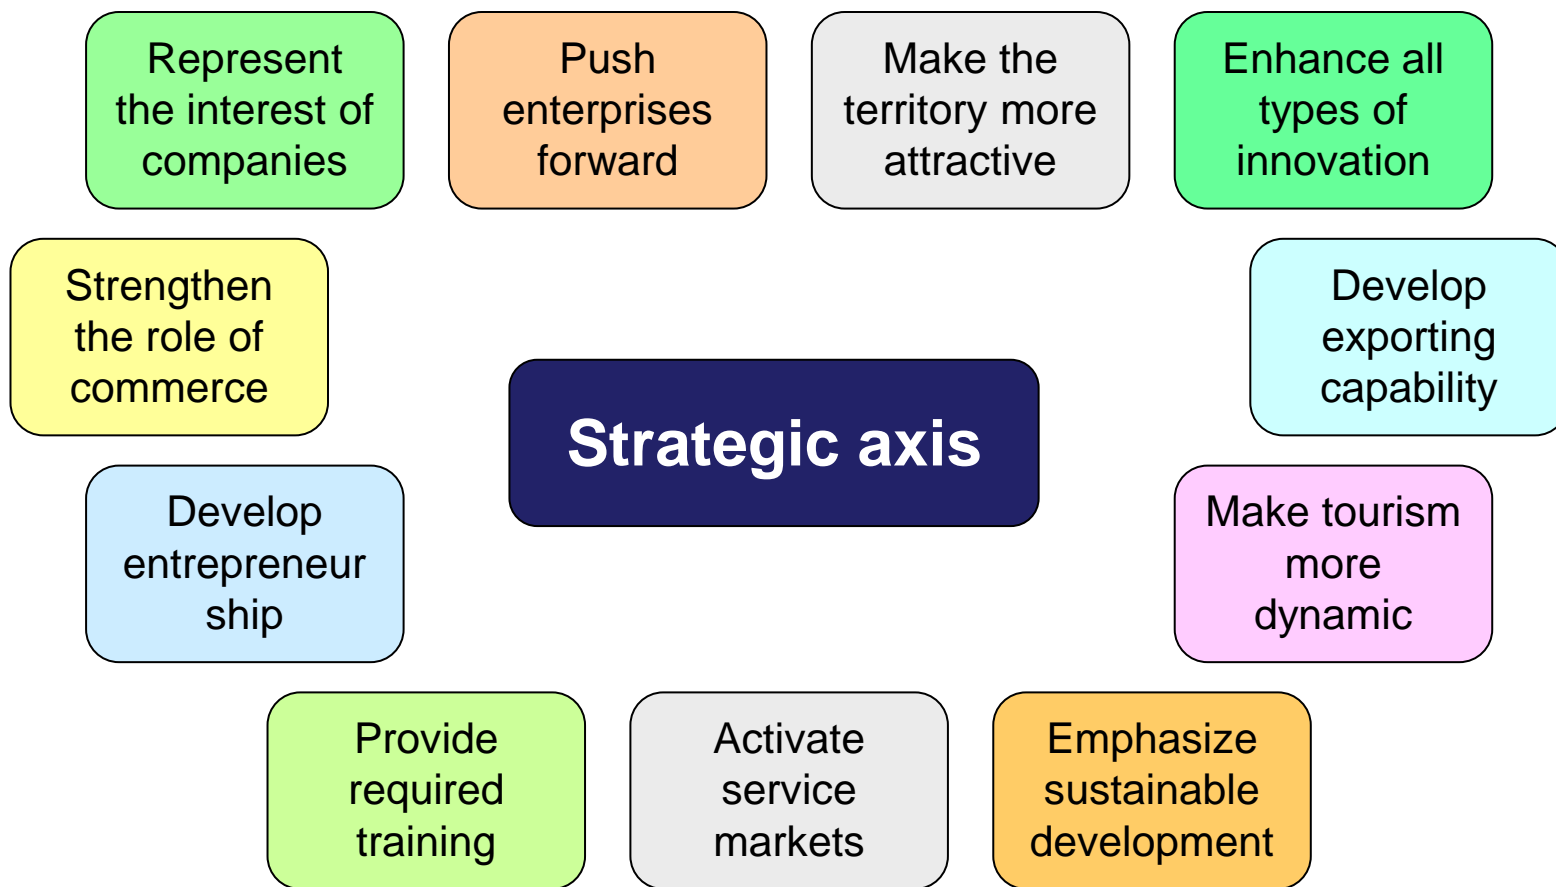 Represent
the interest of
companies
Push
enterprises
forward
Make the
territory more
attractive
Enhance all
types of
innovation
Strengthen
the role of
commerce
Develop
exporting
capability
Strategic axis
Develop
entrepreneur
ship
Make tourism
more
dynamic
Provide
required
training
Activate
service
markets
Emphasize
sustainable
development